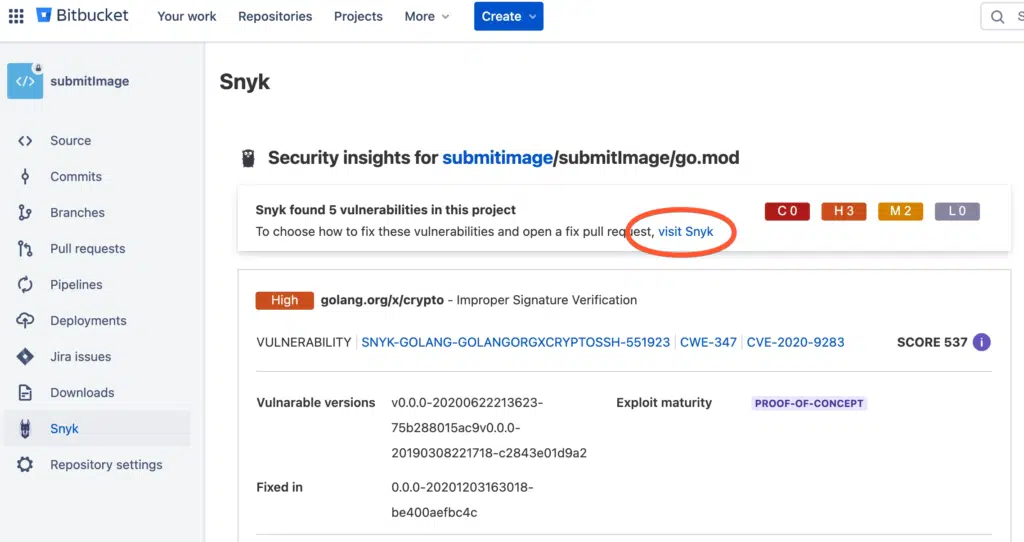 Bitbucket Your work Repositories Projects More Create S
submitImage
Source
Commits
Branches
Pull requests
Pipelines
Deployments
Jira issues
Downloads
Snyk
Repository settings
Snyk
Security insights for submitimage/submitImage/go.mod
Snyk found 5 vulnerabilities in this project
To choose how to fix these vulnerabilities and open a fix pull request, visit Snyk
C 0 H 3 M 2 L 0
High golang.org/x/crypto - Improper Signature Verification
VULNERABILITY SNYK-GOLANG-GOLANGORGXCRYPTOSSH-551923 CWE-347 CVE-2020-9283 SCORE 537 i
Vulnarable versions v0.0.0-20200622213623-
75b288015ac9v0.0.0-
20190308221718-c2843e01d9a2
Exploit maturity PROOF-OF-CONCEPT
Fixed in 0.0.0-20201203163018-
be400aefbc4c